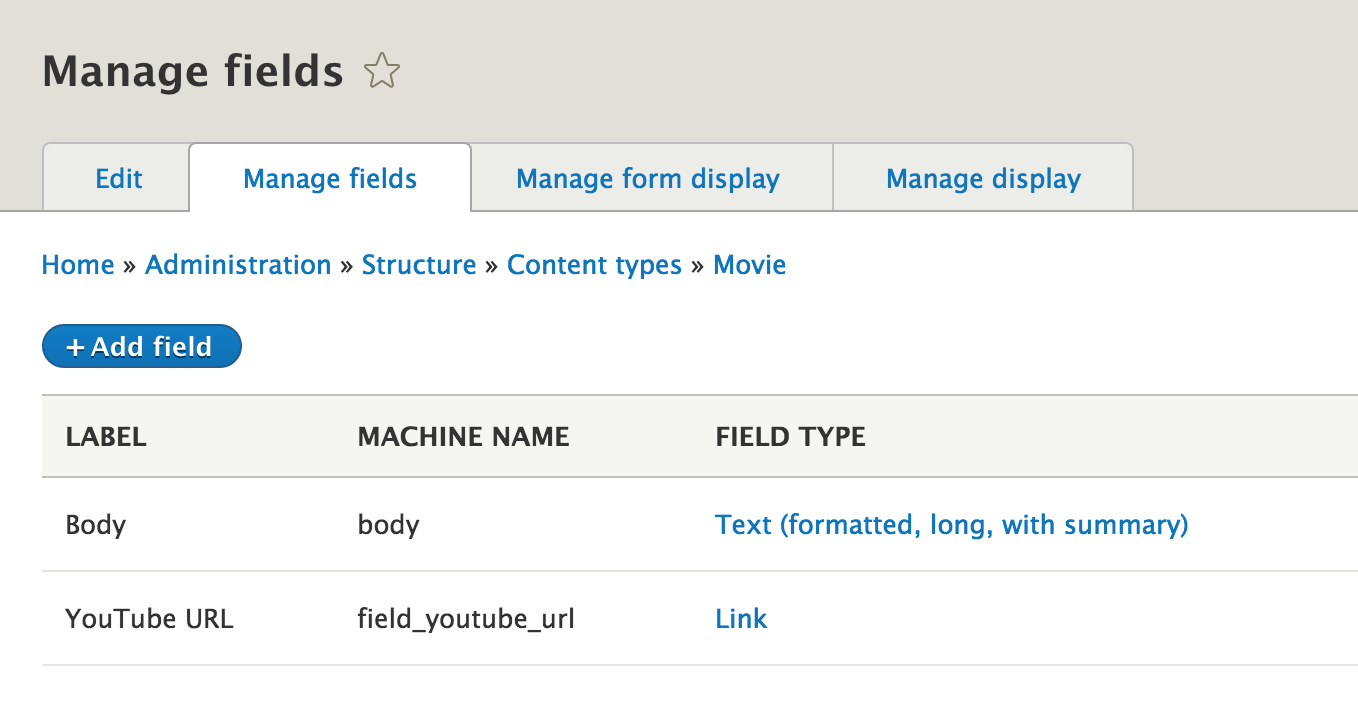 Manage fields
Edit Manage fields Manage form display Manage display
Home » Administration » Structure » Content types » Movie
+ Add field
LABEL MACHINE NAME FIELD TYPE
Body body Text (formatted, long, with summary)
YouTube URL field_youtube_url Link